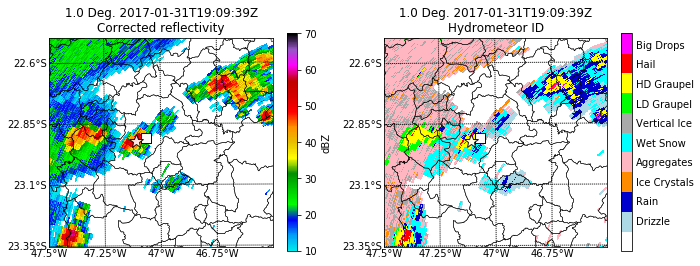 1.0 Deg. 2017-01-31T19:09:39Z
Corrected reflectivity
22.6°S
22.85°S
23.1°S
23.35°S
47.5°W
47.25°W
47.0°W
46.75°W
70
60
50
40
30
20
10
dBZ
1.0 Deg. 2017-01-31T19:09:39Z
Hydrometeor ID
22.6°S
22.85°S
23.1°S
23.35°S
47.5°W
47.25°W
47.0°W
46.75°W
Big Drops
Hail
HD Graupel
LD Graupel
Vertical Ice
Wet Snow
Aggregates
Ice Crystals
Rain
Drizzle